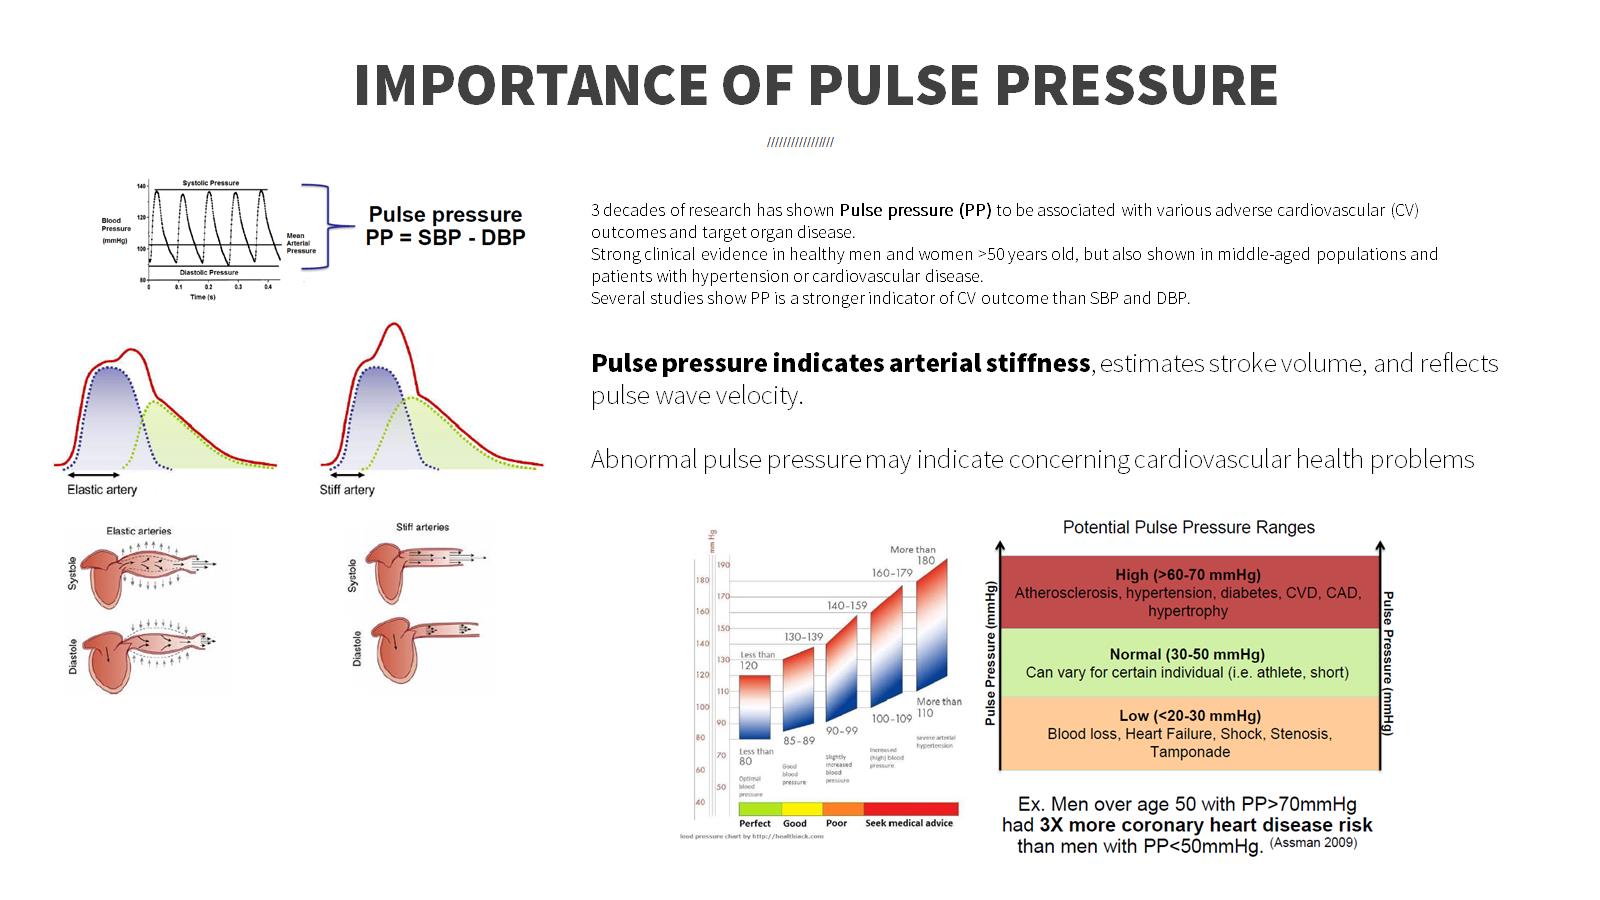 IMPORTANCE OF PULSE PRESSURE
/////////////////
Systolic Pressure
140
120
100
80
Blood
Pressure
(mmHg)
Mean
Arterial
Pressure
Diastolic Pressure
0 0.1 0.2 0.3 0.4
Time (s)
Pulse pressure
PP = SBP - DBP
3 decades of research has shown Pulse pressure (PP) to be associated with various adverse cardiovascular (CV)
outcomes and target organ disease.
Strong clinical evidence in healthy men and women >50 years old, but also shown in middle-aged populations and
patients with hypertension or cardiovascular disease.
Several studies show PP is a stronger indicator of CV outcome than SBP and DBP.
Pulse pressure indicates arterial stiffness, estimates stroke volume, and reflects
pulse wave velocity.
Abnormal pulse pressure may indicate concerning cardiovascular health problems
Elastic artery
Stiff artery
Elastic arteries
Systole
Diastole
Stiff arteries
Systole
Diastole
mm Hg
190
180
170
160
150
140
130
120
110
100
90
80
70
60
50
40
Less than
120
130-139
140-159
160-179
More than
180
Less than
80
85-89
90-99
100-109
More than
110
Optimal
blood
pressure
Good
blood
pressure
Slightly
increased
blood
pressure
Increased
(high) blood
pressure
severe arterial
hypertension
Perfect Good Poor Seek medical advice
lood pressure chart by http://healtiack.com
Potential Pulse Pressure Ranges
Pulse Pressure (mmHg)
High (>60-70 mmHg)
Atherosclerosis, hypertension, diabetes, CVD, CAD,
hypertrophy
Normal (30-50 mmHg)
Can vary for certain individual (i.e. athlete, short)
Low (<20-30 mmHg)
Blood loss, Heart Failure, Shock, Stenosis,
Tamponade
Pulse Pressure (mmHg)
Ex. Men over age 50 with PP>70mmHg
had 3X more coronary heart disease risk
than men with PP<50mmHg. (Assman 2009)